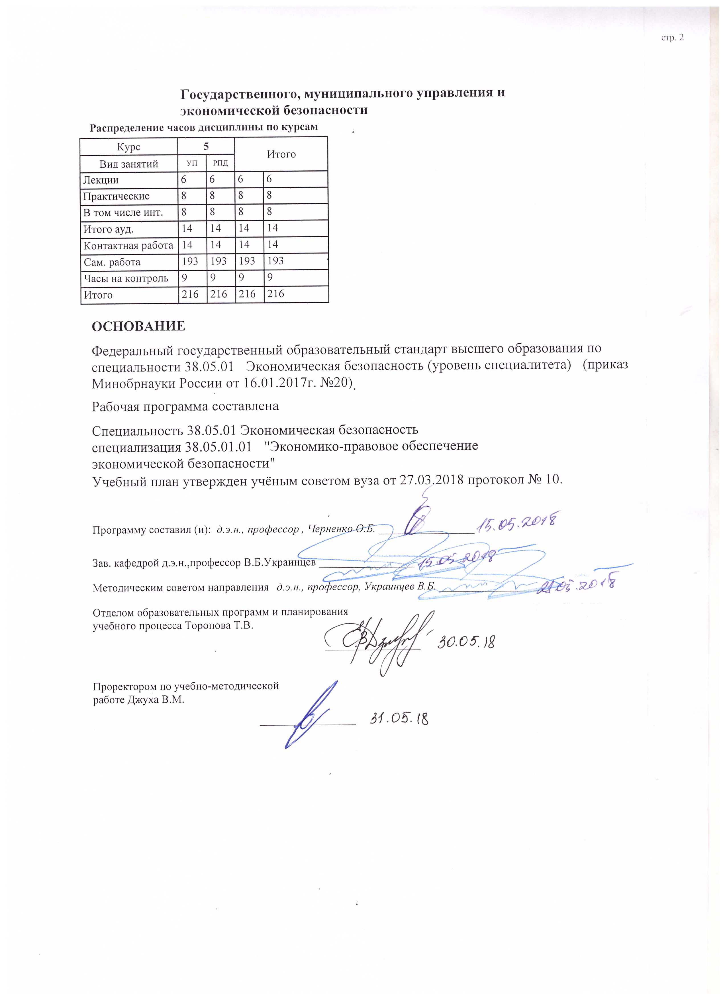 стр. 2
Государственного, муниципального управления и
экономической безопасности
Распределение часов дисциплины по курсам
Курс 5 Итого
Вид занятий УП РПД
Лекции 6 6 6 6
Практические 8 8 8 8
В том числе инт. 8 8 8 8
Итого ауд. 14 14 14 14
Контактная работа 14 14 14 14
Сам. работа 193 193 193 193
Часы на контроль 9 9 9 9
Итого 216 216 216 216
ОСНОВАНИЕ
Федеральный государственный образовательный стандарт высшего образования по
специальности 38.05.01 Экономическая безопасность (уровень специалитета) (приказ
Минобрнауки России от 16.01.2017г. №20)
Рабочая программа составлена
Специальность 38.05.01 Экономическая безопасность
специализация 38.05.01.01 "Экономико-правовое обеспечение
экономической безопасности"
Учебный план утвержден учёным советом вуза от 27.03.2018 протокол № 10.
Программу составил (и): д.э.н., профессор , Черненко О.Б. 15.05.2018
Зав. кафедрой д.э.н.,профессор В.Б.Украинцев 15.05.2018
Методическим советом направления д.э.н., профессор, Украинцев В.Б. 21.05.2018
Отделом образовательных программ и планирования
учебного процесса Торопова Т.В.
30.05.18
Проректором по учебно-методической
работе Джуха В.М.
31.05.18